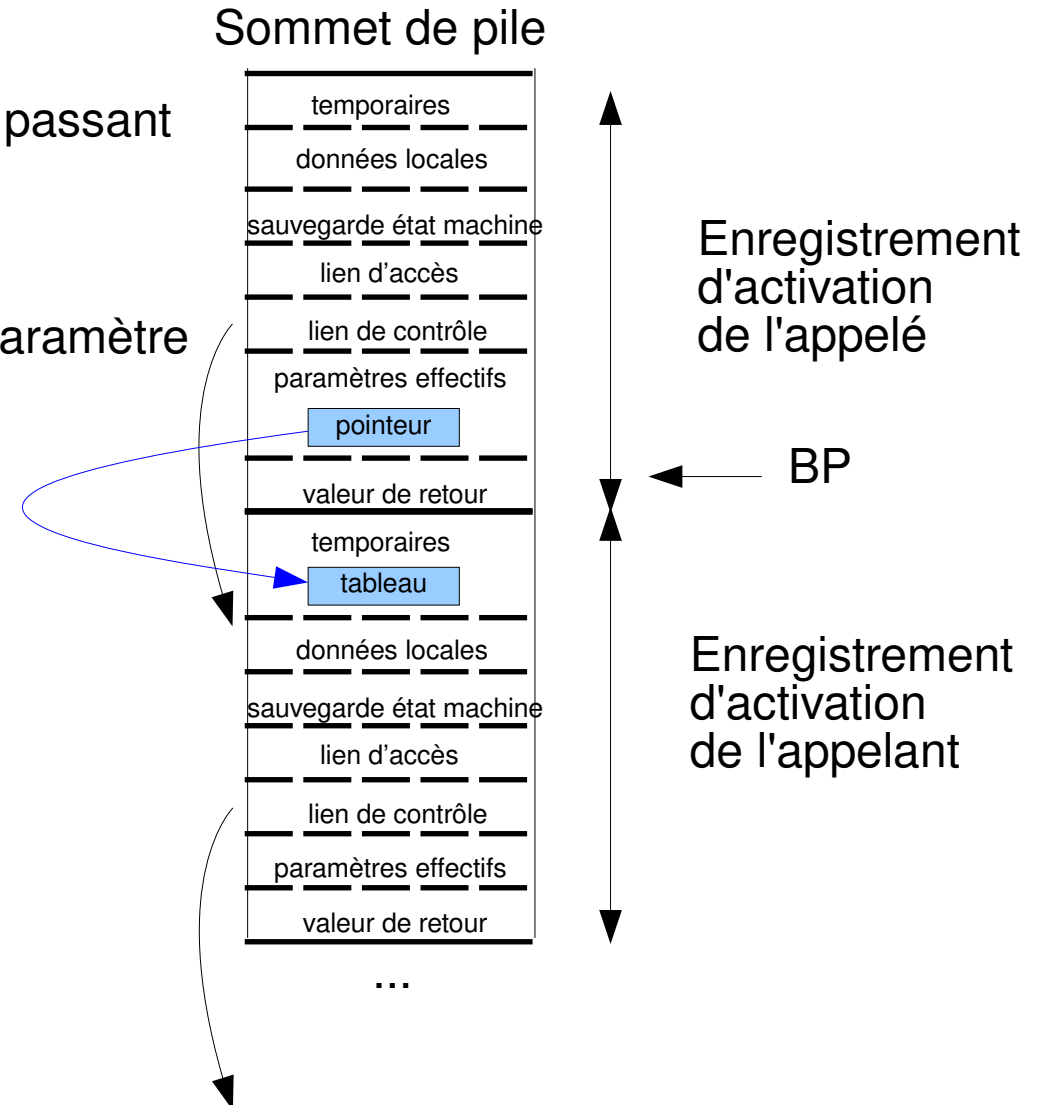 Sommet de pile
passant
aramètre
temporaires
données locales
sauvegarde état machine
lien d'accès
lien de contrôle
paramètres effectifs
pointeur
valeur de retour
temporaires
tableau
données locales
sauvegarde état machine
lien d'accès
lien de contrôle
paramètres effectifs
valeur de retour
...
Enregistrement
d'activation
de l'appelé
BP
Enregistrement
d'activation
de l'appelant